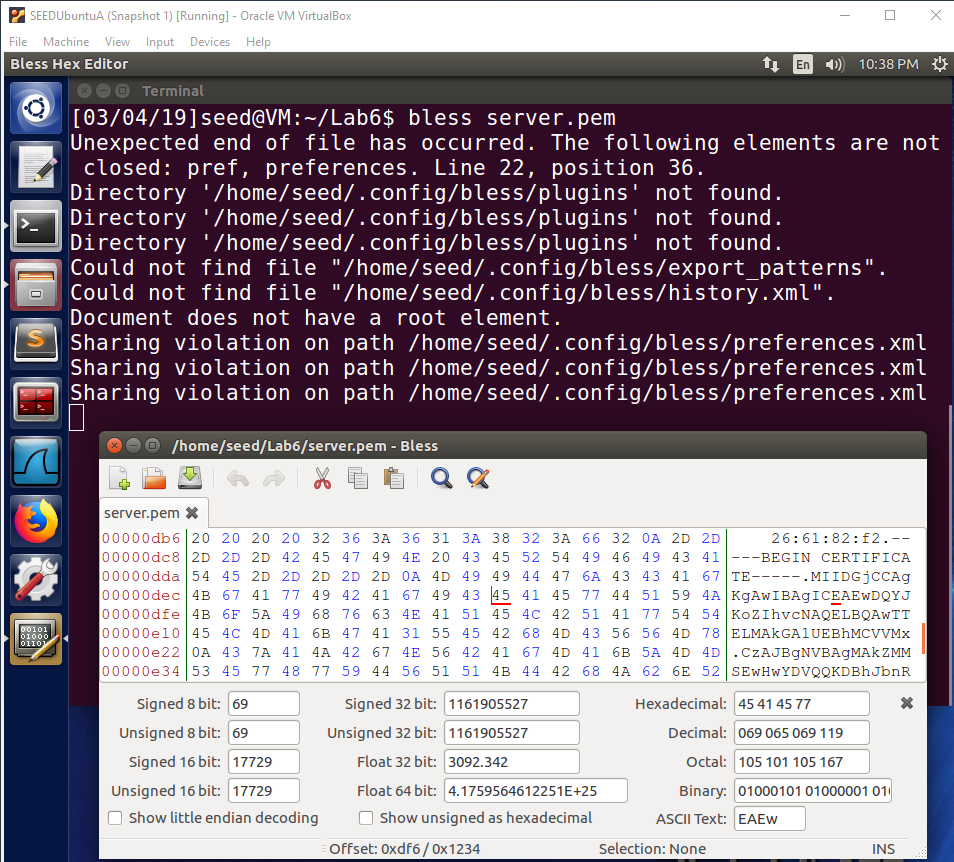 SEEDUbuntuA (Snapshot 1) [Running] - Oracle VM VirtualBox
File Machine View Input Devices Help
Bless Hex Editor En 10:38 PM
Terminal
[03/04/19]seed@VM:~/Lab6$ bless server.pem
Unexpected end of file has occurred. The following elements are not
closed: pref, preferences. Line 22, position 36.
Directory '/home/seed/.config/bless/plugins' not found.
Directory '/home/seed/.config/bless/plugins' not found.
Directory '/home/seed/.config/bless/plugins' not found.
Could not find file "/home/seed/.config/bless/export_patterns".
Could not find file "/home/seed/.config/bless/history.xml".
Document does not have a root element.
Sharing violation on path /home/seed/.config/bless/preferences.xml
Sharing violation on path /home/seed/.config/bless/preferences.xml
Sharing violation on path /home/seed/.config/bless/preferences.xml
/home/seed/Lab6/server.pem - Bless
server.pem
00000db6 20 20 20 20 32 36 3A 36 31 3A 38 32 3A 66 32 0A 2D 2D     26:61:82:f2.--
00000dc8 2D 2D 2D 42 45 47 49 4E 20 43 45 52 54 49 46 49 43 41 ---BEGIN CERTIFICA
00000dda 54 45 2D 2D 2D 2D 2D 0A 4D 49 49 44 47 6A 43 43 41 67 TE-----.MIIDGjCCAg
00000dec 4B 67 41 77 49 42 41 67 49 43 45 41 45 77 44 51 59 4A KgAwIBAgICEAEwDQYJ
00000dfe 4B 6F 5A 49 68 76 63 4E 41 51 45 4C 42 51 41 77 54 54 KoZIhvcNAQELBQAwTT
00000e10 45 4C 4D 41 6B 47 41 31 55 45 42 68 4D 43 56 56 4D 78 ELMAkGA1UEBhMCVVMx
00000e22 0A 43 7A 41 4A 42 67 4E 56 42 41 67 4D 41 6B 5A 4D 4D .CzAJBgNVBAgMAkZMM
00000e34 53 45 77 48 77 59 44 56 51 51 4B 44 42 68 4A 62 6E 52 SEwHwYDVQQKDBhJbnR
Signed 8 bit: 69 Signed 32 bit: 1161905527 Hexadecimal: 45 41 45 77
Unsigned 8 bit: 69 Unsigned 32 bit: 1161905527 Decimal: 069 065 069 119
Signed 16 bit: 17729 Float 32 bit: 3092.342 Octal: 105 101 105 167
Unsigned 16 bit: 17729 Float 64 bit: 4.1759564612251E+25 Binary: 01000101 01000001 010
Show little endian decoding Show unsigned as hexadecimal ASCII Text: EAEw
Offset: 0xdf6 / 0x1234 Selection: None INS